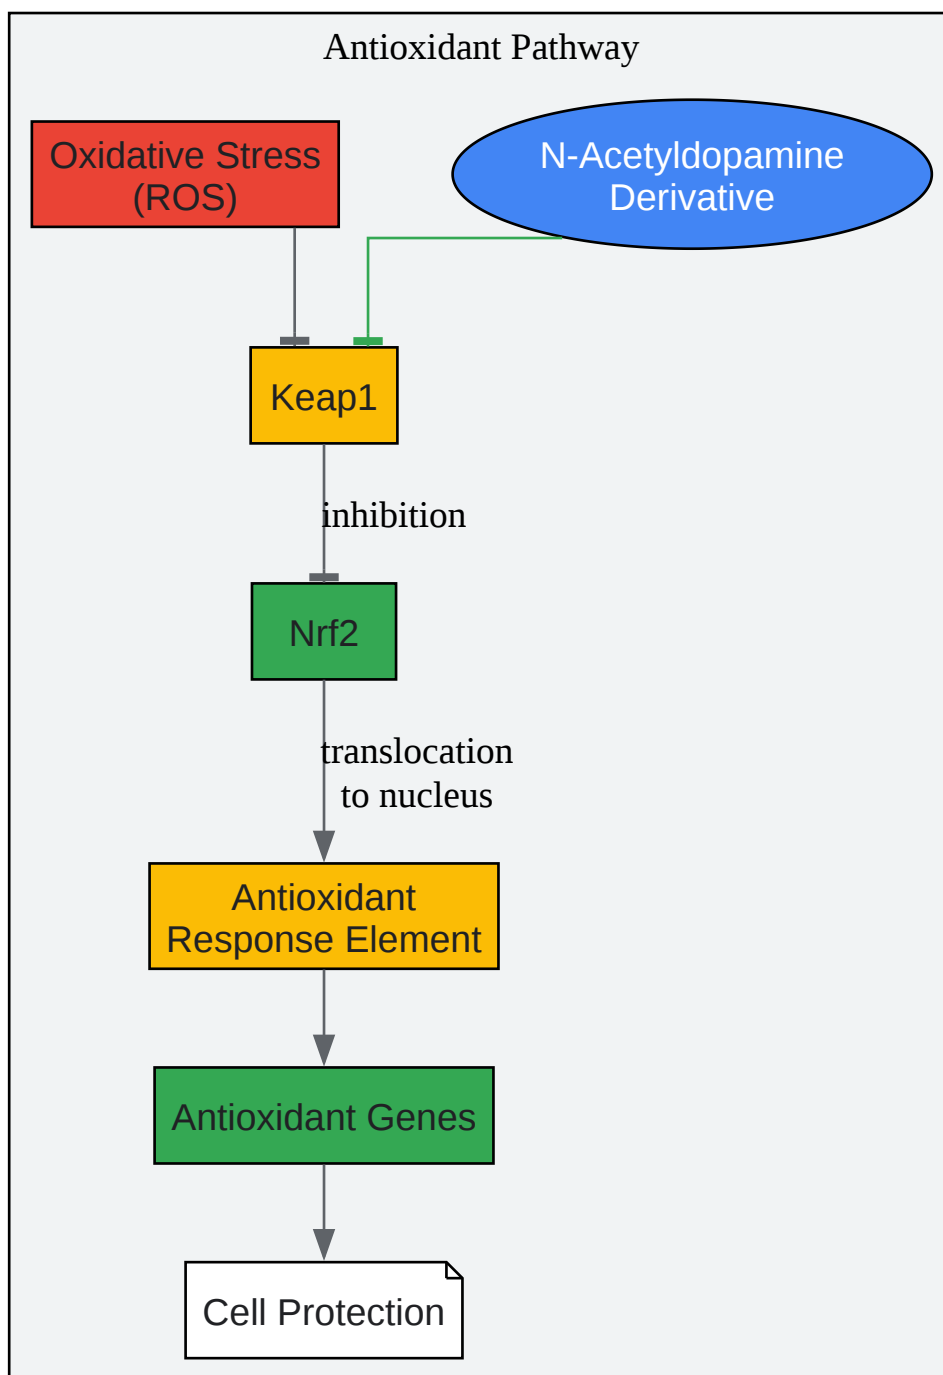 Antioxidant Pathway
Oxidative Stress
(ROS)
N-Acetyldopamine
Derivative
Keap1
inhibition
Nrf2
translocation
to nucleus
Antioxidant
Response Element
Antioxidant Genes
Cell Protection